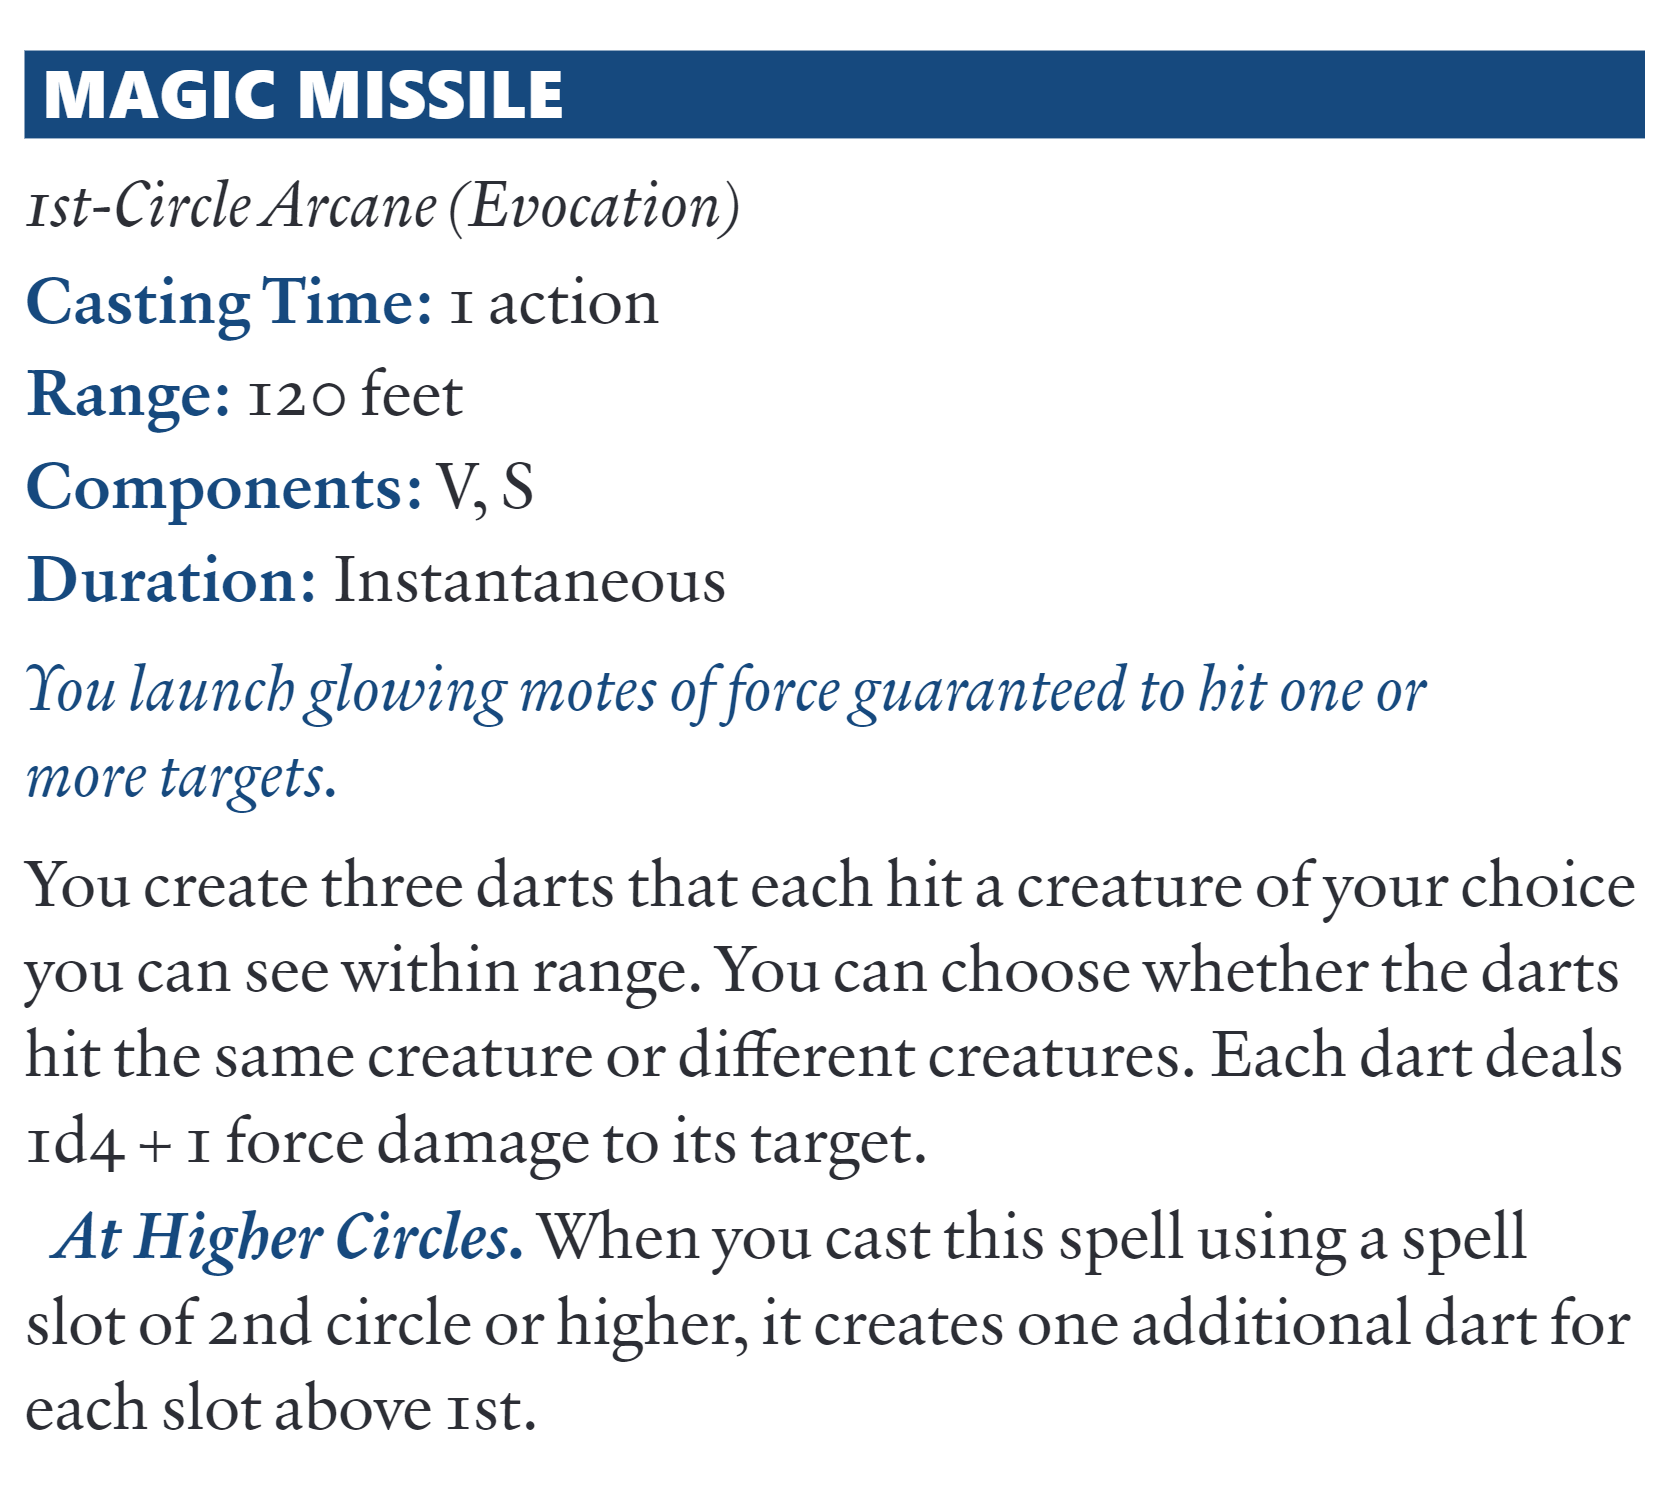 MAGIC MISSILE
1st-Circle Arcane (Evocation)
Casting Time: 1 action
Range: 120 feet
Components: V, S
Duration: Instantaneous
You launch glowing motes of force guaranteed to hit one or
more targets.
You create three darts that each hit a creature of your choice
you can see within range. You can choose whether the darts
hit the same creature or different creatures. Each dart deals
1d4 + 1 force damage to its target.
At Higher Circles. When you cast this spell using a spell
slot of 2nd circle or higher, it creates one additional dart for
each slot above 1st.